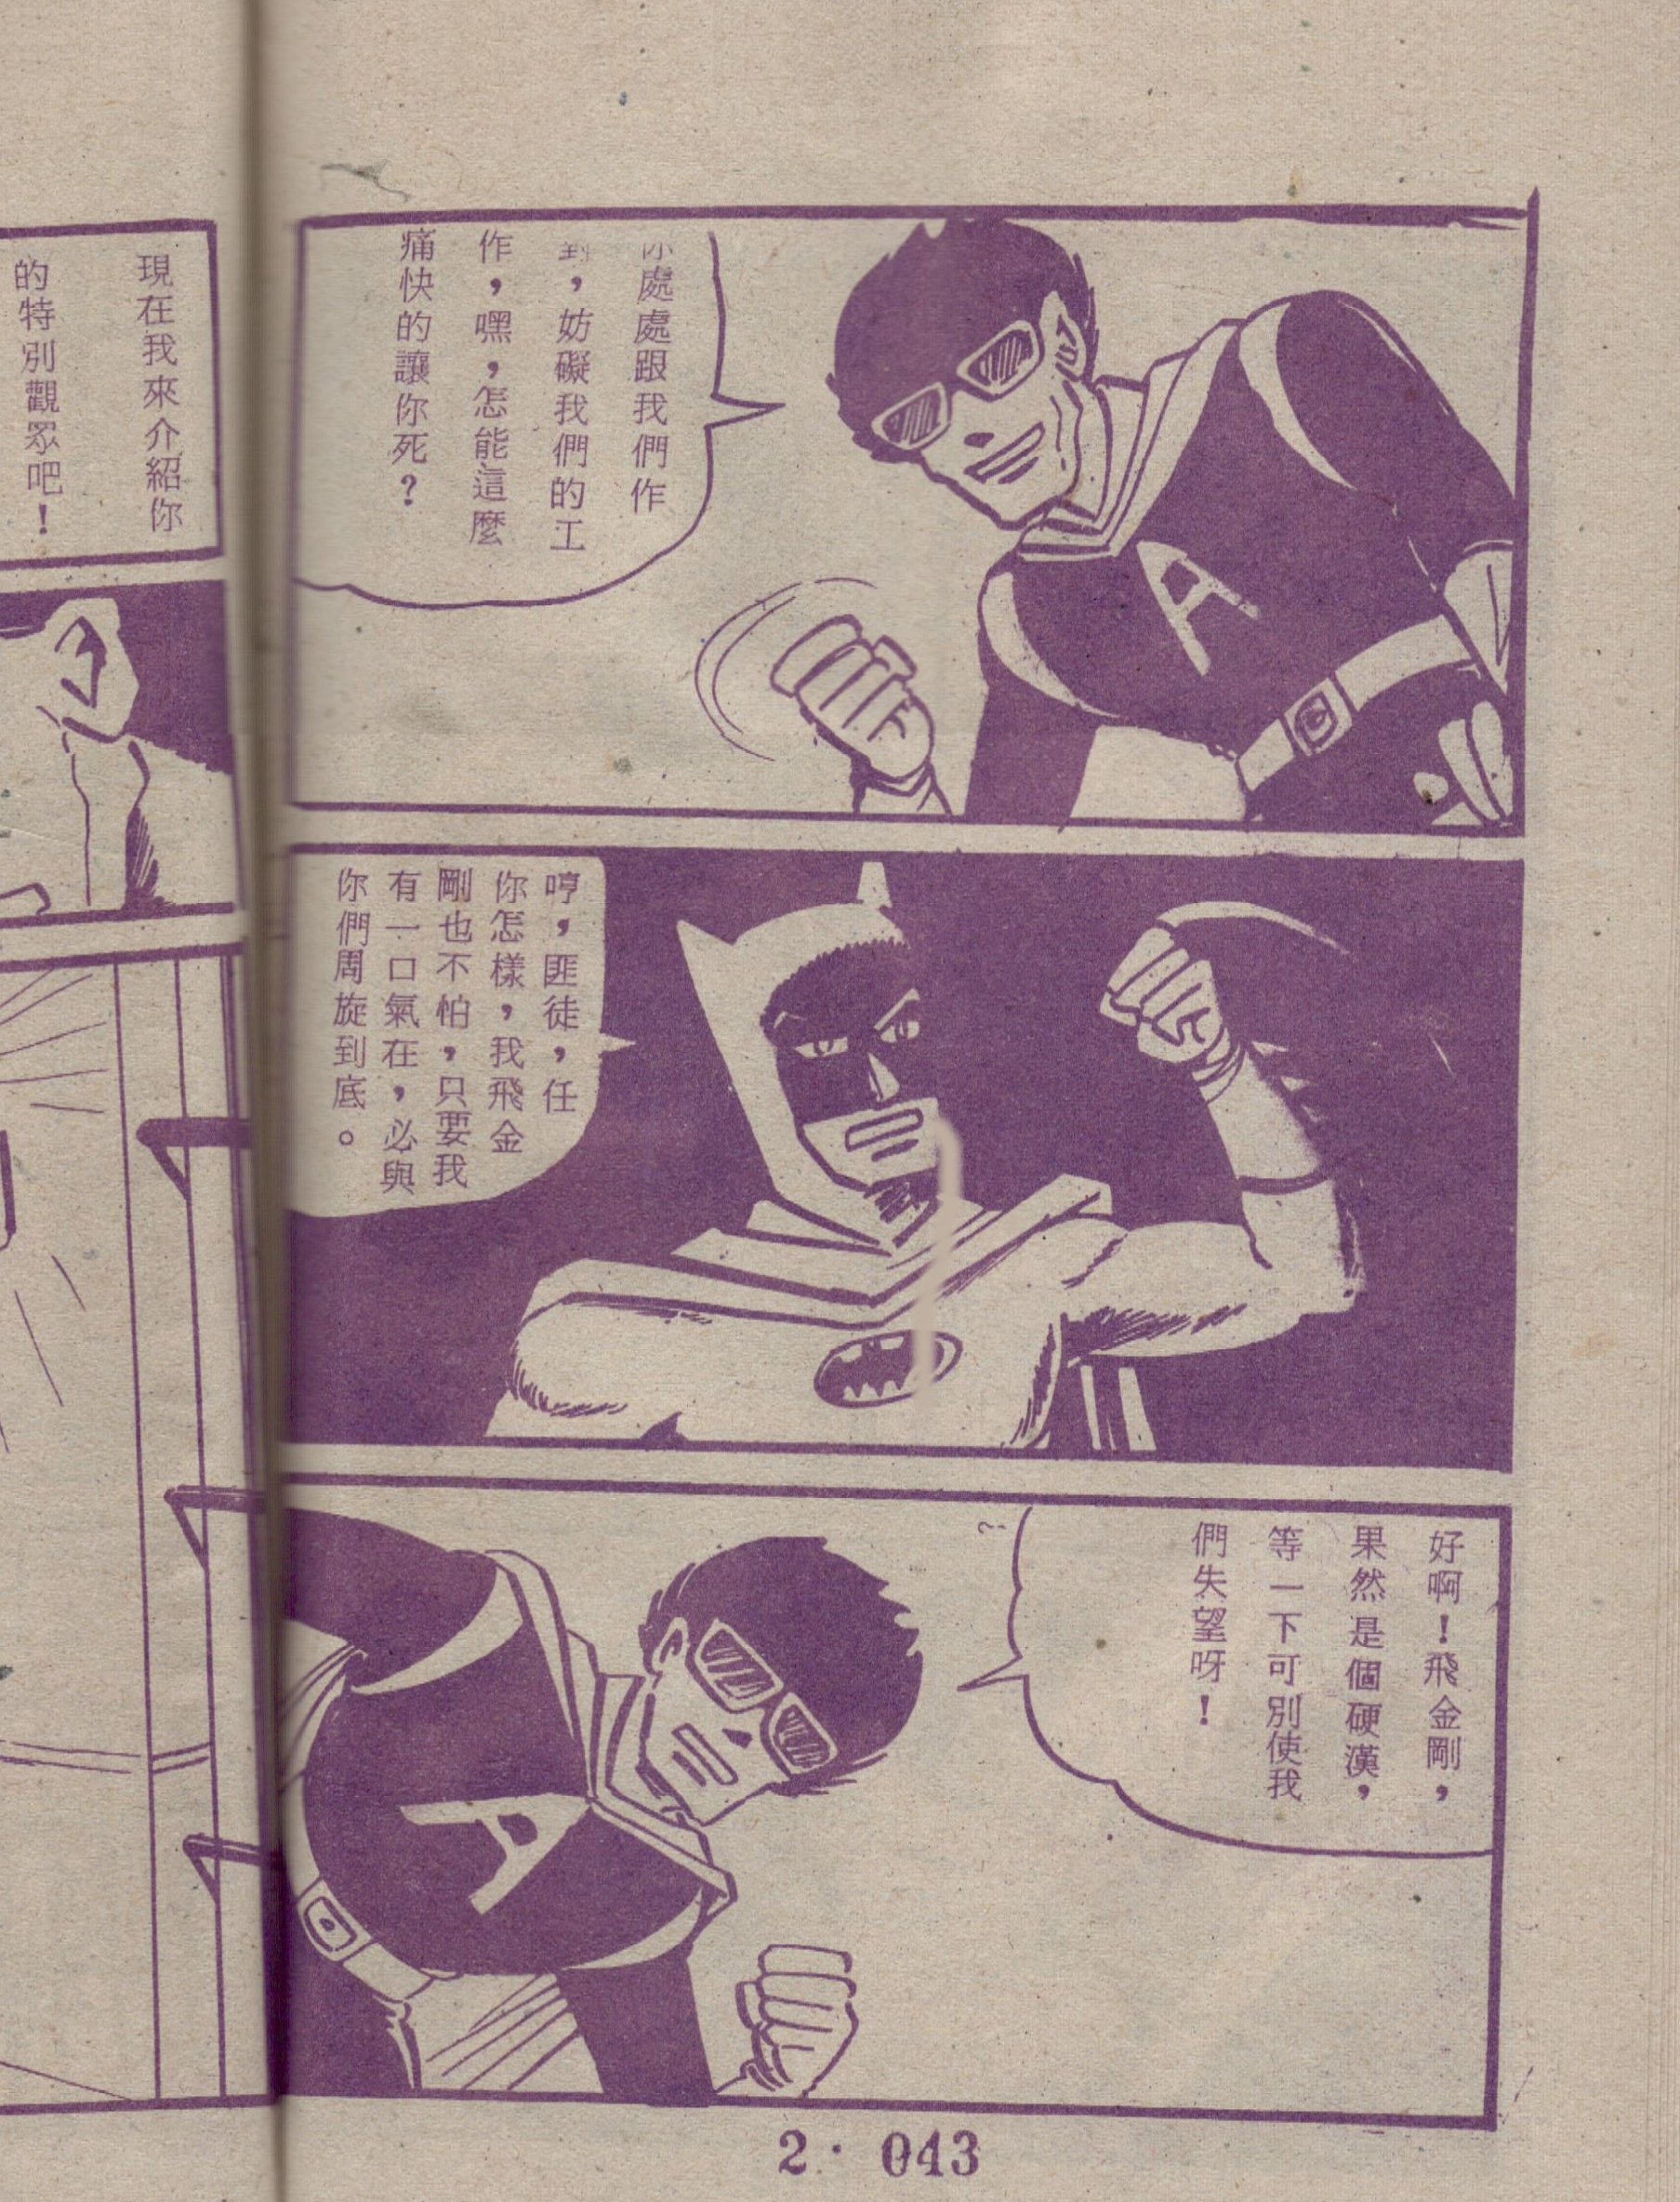 你處處跟我們作
對，妨礙我們的工
作，嘿，怎能這麼
痛快的讓你死？
A
哼，匪徒，任
你怎樣，我飛金
剛也不怕，只要我
有一口氣在，必與
你們周旋到底。
好啊！飛金剛，
果然是個硬漢，
等一下可別使我
們失望呀！
A
2·043
現在我來介紹你
的特別觀眾吧！